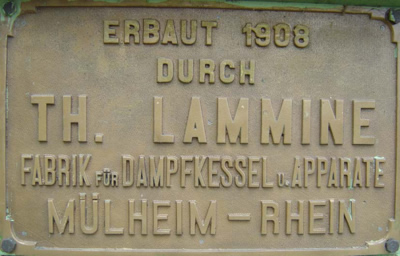 ERBAUT 1908
DURCH
TH. LAMMINE
FABRIK FÜR DAMPFKESSEL U. APPARATE
MÜLHEIM - RHEIN